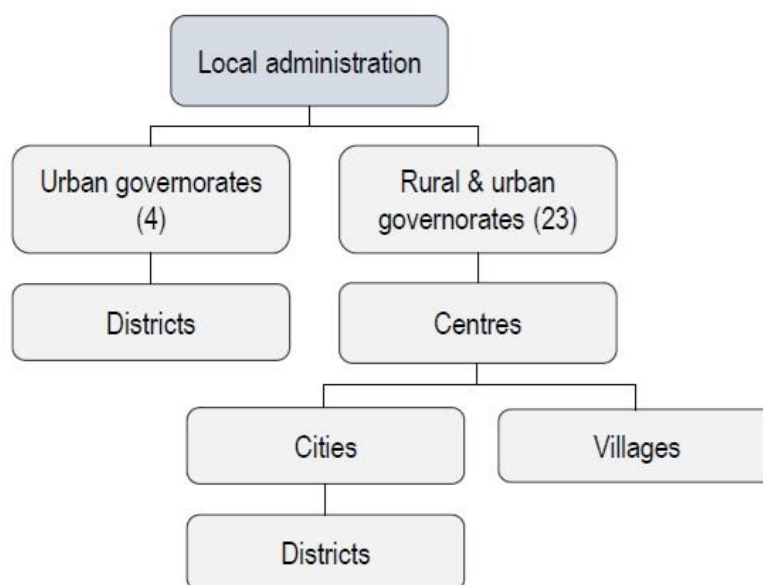 Local administration
Urban governorates
(4)
Rural & urban
governorates (23)
Districts
Centres
Cities
Villages
Districts